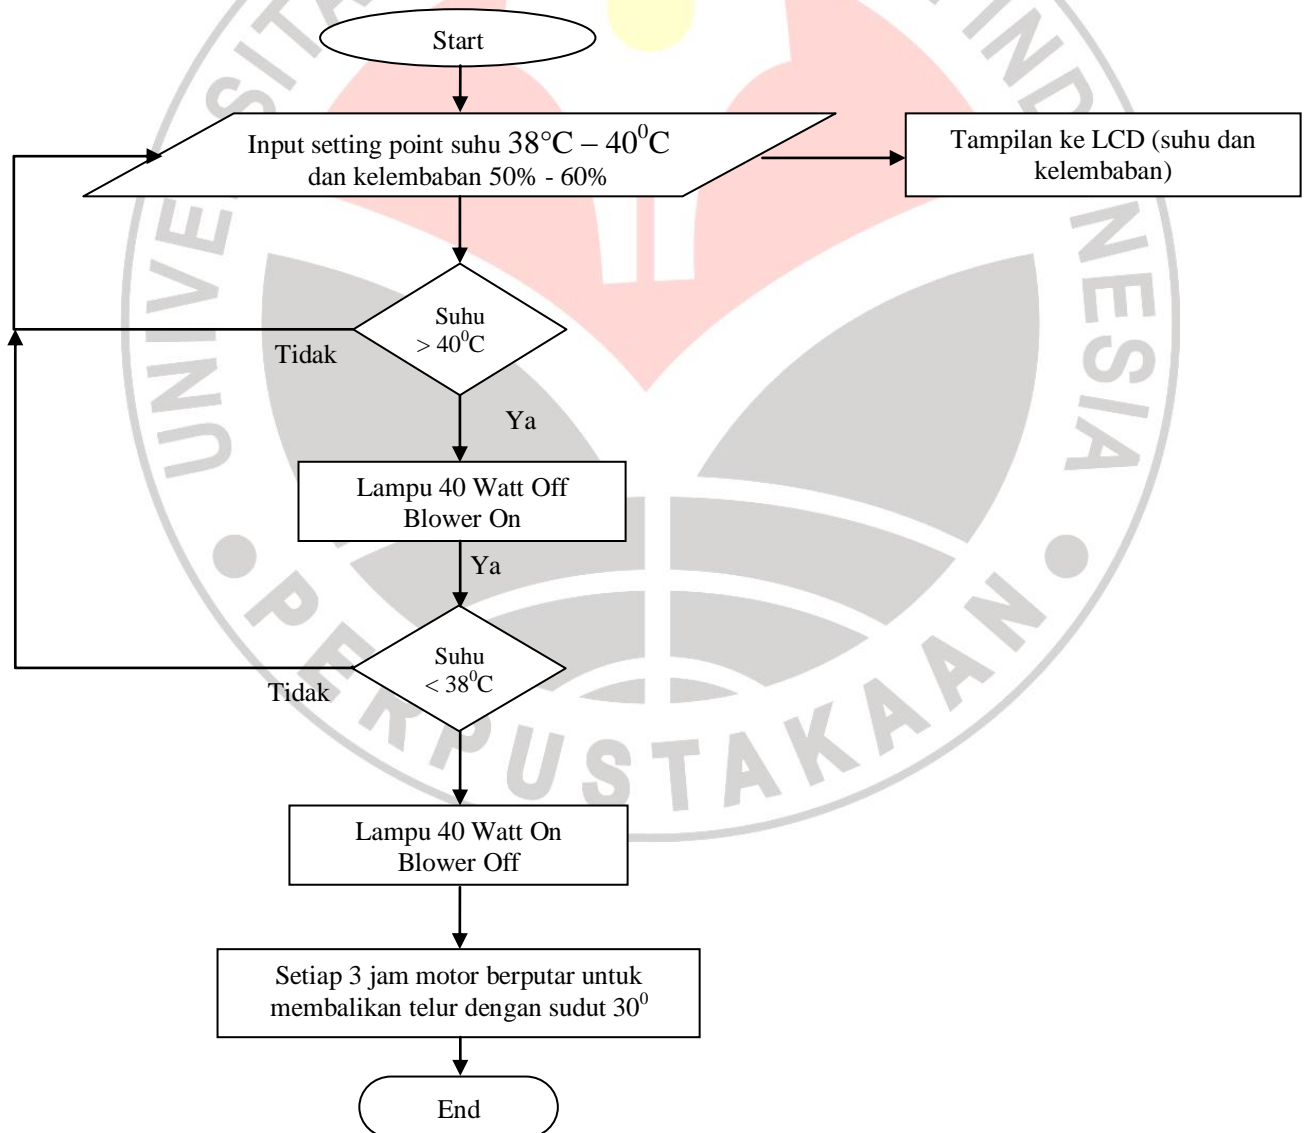 Start
Input setting point suhu 38°C – 40⁰C
dan kelembaban 50% - 60%
Tampilan ke LCD (suhu dan
kelembaban)
Suhu
> 40⁰C
Tidak
Ya
Lampu 40 Watt Off
Blower On
Ya
Suhu
< 38⁰C
Tidak
Lampu 40 Watt On
Blower Off
Setiap 3 jam motor berputar untuk
membalikan telur dengan sudut 30⁰
End
PERPUSTAKAAN